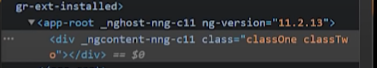 gr-ext-installed>
▼<app-root _nghost-nng-c11 ng-version="11.2.13">
… <div _ngcontent-nng-c11 class="classOne classTw
o"></div> == $0